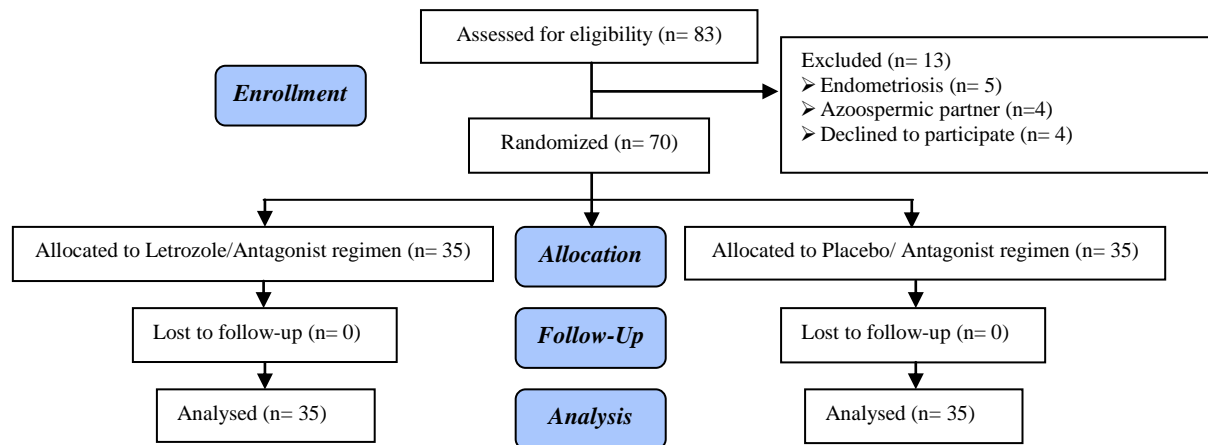 Assessed for eligibility (n= 83)
Excluded (n= 13)
➢ Endometriosis (n= 5)
➢ Azoospermic partner (n=4)
➢ Declined to participate (n= 4)
Enrollment
Randomized (n= 70)
Allocated to Letrozole/Antagonist regimen (n= 35)
Allocation
Allocated to Placebo/ Antagonist regimen (n= 35)
Lost to follow-up (n= 0)
Follow-Up
Lost to follow-up (n= 0)
Analysed (n= 35)
Analysis
Analysed (n= 35)